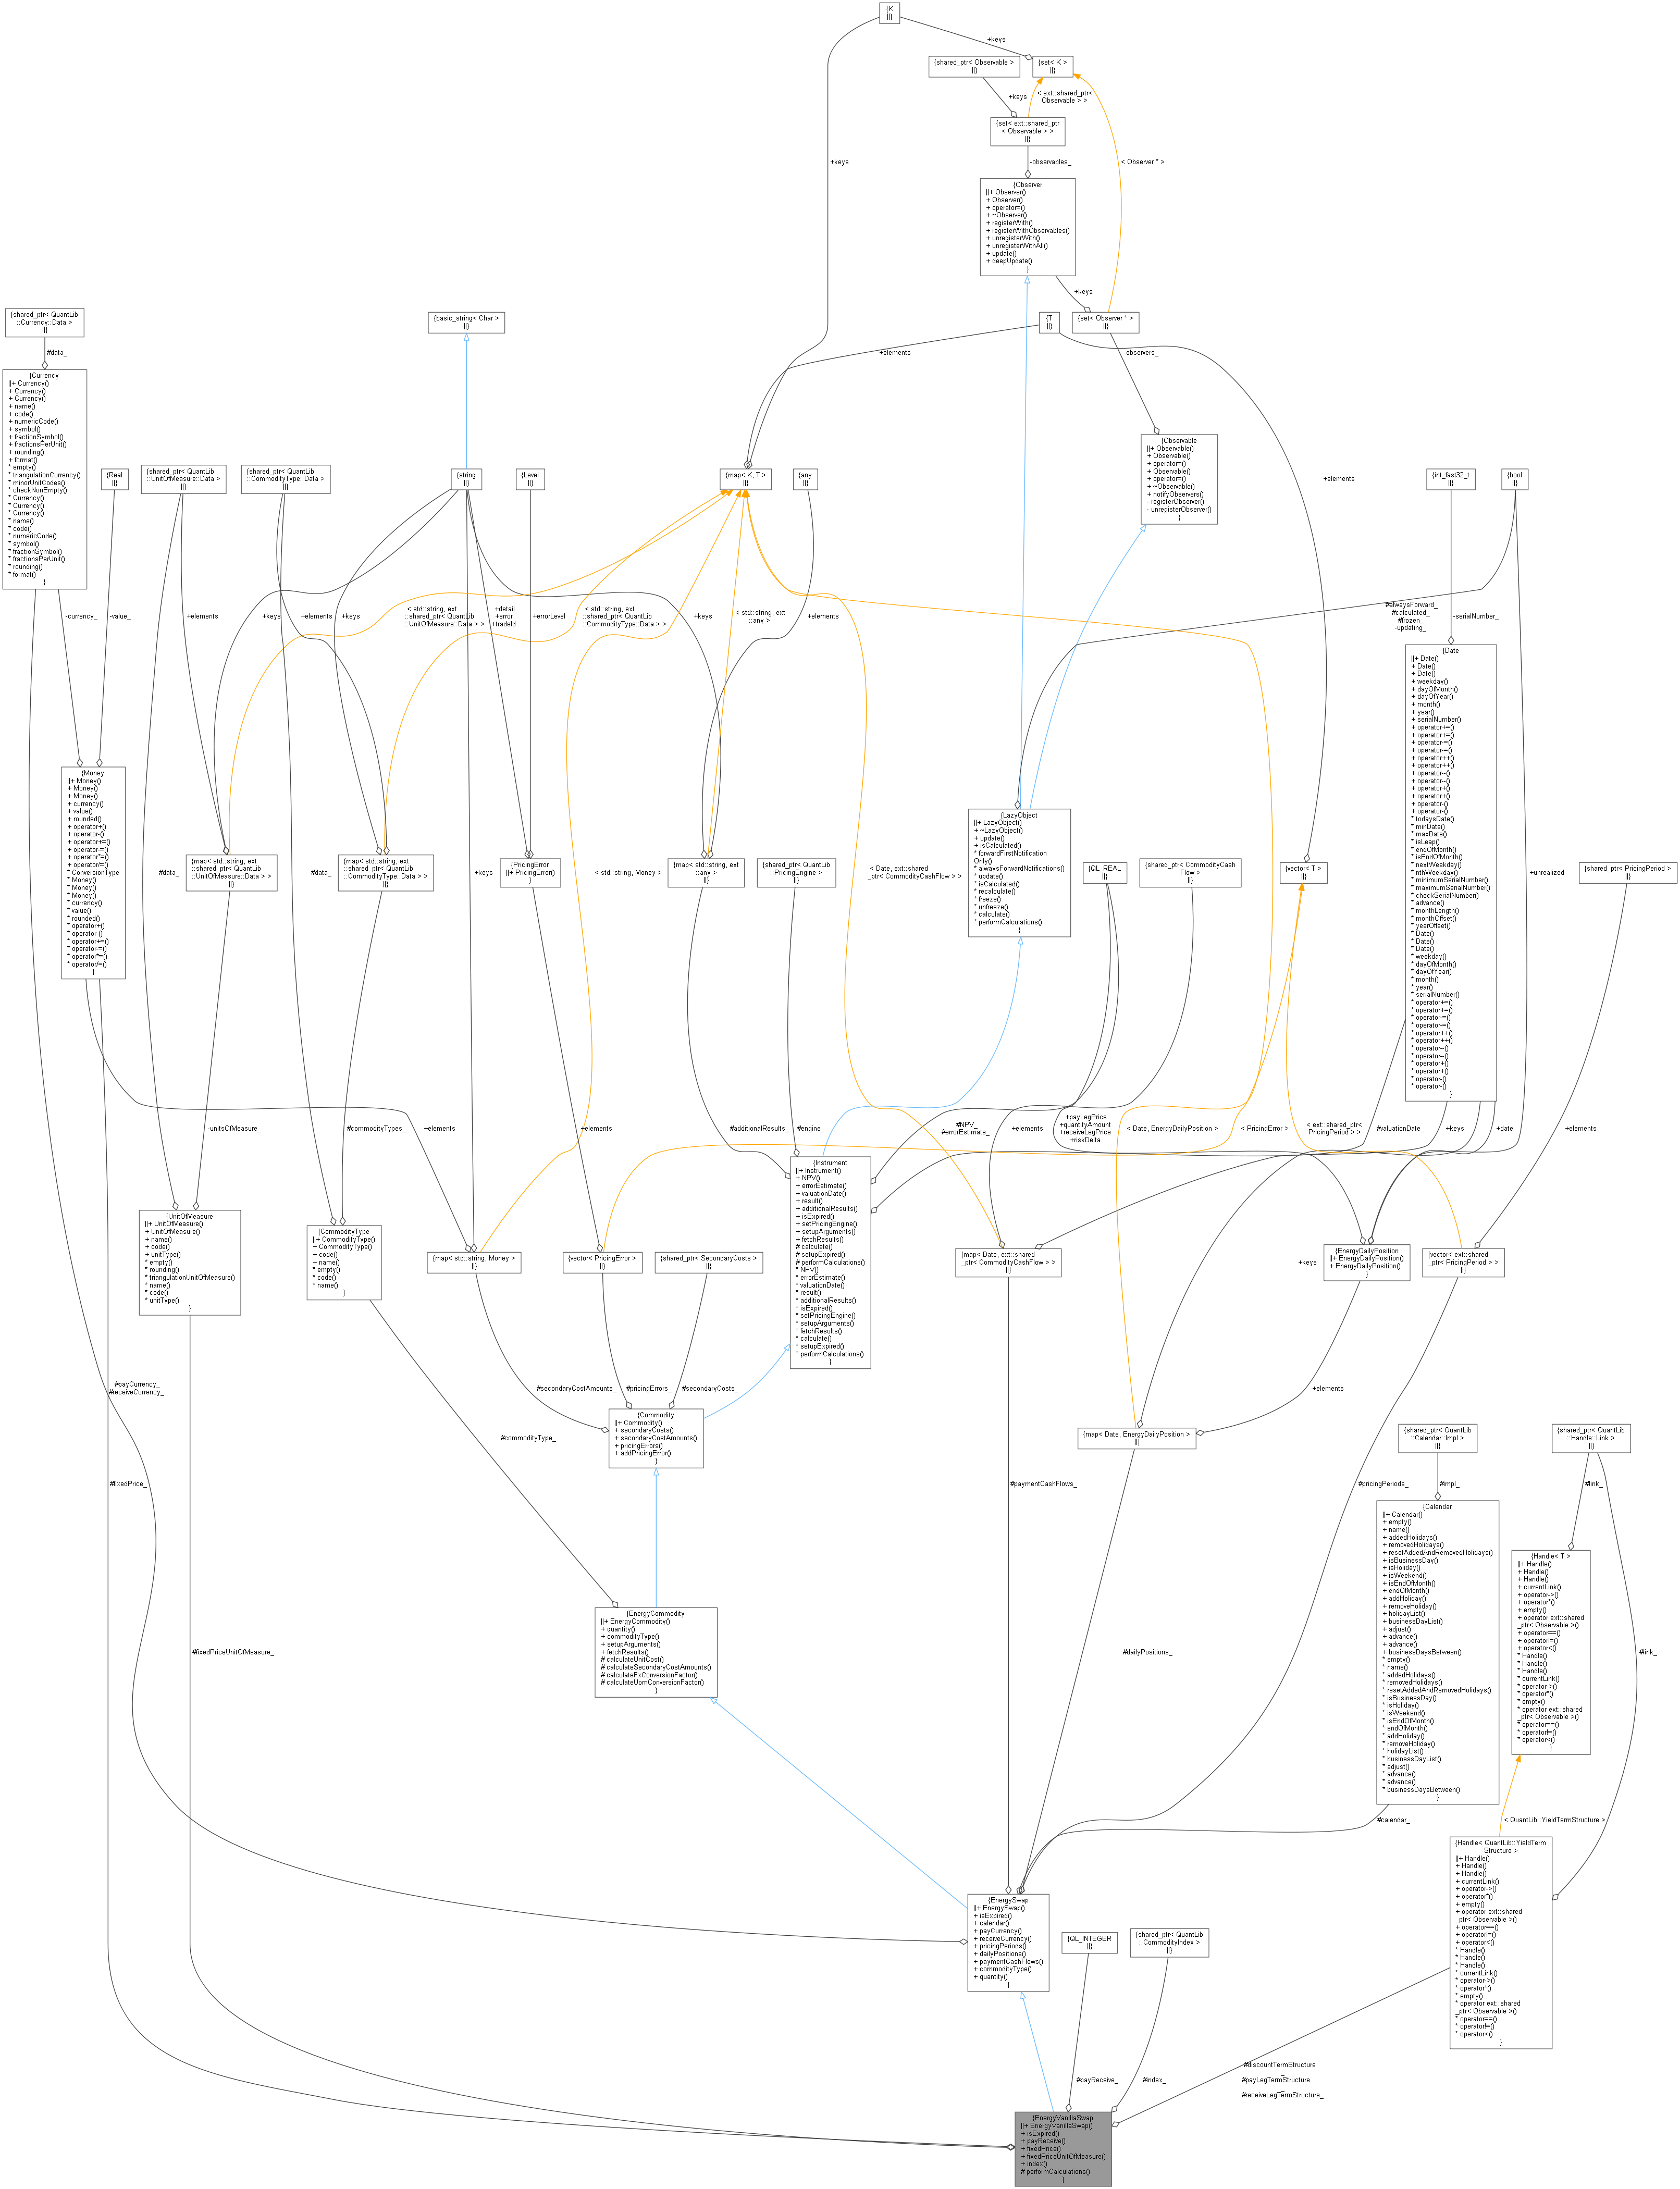 {K
||}
+keys
{shared_ptr< Observable >
||}
{set< K >
||}
+keys
< ext::shared_ptr<
Observable > >
{set< ext::shared_ptr
< Observable > >
||}
+keys
-observables_
< Observer * >
{Observer
||+ Observer()
+ Observer()
+ operator=()
+ ~Observer()
+ registerWith()
+ registerWithObservables()
+ unregisterWith()
+ unregisterWithAll()
+ update()
+ deepUpdate()
}
+keys
{shared_ptr< QuantLib
::Currency::Data >
||}
{basic_string< Char >
||}
{T
||}
{set< Observer * >
||}
#data_
+elements
-observers_
{Currency
||+ Currency()
+ Currency()
+ Currency()
+ name()
+ code()
+ numericCode()
+ symbol()
+ fractionSymbol()
+ fractionsPerUnit()
+ rounding()
+ format()
* empty()
* triangulationCurrency()
* minorUnitCodes()
* checkNonEmpty()
* Currency()
* Currency()
* Currency()
* name()
* code()
* numericCode()
* symbol()
* fractionSymbol()
* fractionsPerUnit()
* rounding()
* format()
}
{Real
||}
{shared_ptr< QuantLib
::UnitOfMeasure::Data >
||}
{shared_ptr< QuantLib
::CommodityType::Data >
||}
{string
||}
{Level
||}
{map< K, T >
||}
{any
||}
{Observable
||+ Observable()
+ Observable()
+ operator=()
+ Observable()
+ operator=()
+ ~Observable()
+ notifyObservers()
- registerObserver()
- unregisterObserver()
}
+elements
{int_fast32_t
||}
{bool
||}
-currency_
-value_
+elements
+keys
+elements
+keys
< std::string, ext
::shared_ptr< QuantLib
::UnitOfMeasure::Data > >
+detail
+error
+tradeId
+errorLevel
< std::string, ext
::shared_ptr< QuantLib
::CommodityType::Data > >
+keys
< std::string, ext
::any >
+elements
#alwaysForward_
#calculated_
#frozen_
-updating_
-serialNumber_
{Date
||+ Date()
+ Date()
+ Date()
+ weekday()
+ dayOfMonth()
+ dayOfYear()
+ month()
+ year()
+ serialNumber()
+ operator+=()
+ operator+=()
+ operator-=()
+ operator-=()
+ operator++()
+ operator++()
+ operator--()
+ operator--()
+ operator+()
+ operator+()
+ operator-()
+ operator-()
* todaysDate()
* minDate()
* maxDate()
* isLeap()
* endOfMonth()
* isEndOfMonth()
* nextWeekday()
* nthWeekday()
* minimumSerialNumber()
* maximumSerialNumber()
* checkSerialNumber()
* advance()
* monthLength()
* monthOffset()
* yearOffset()
* Date()
* Date()
* Date()
* weekday()
* dayOfMonth()
* dayOfYear()
* month()
* year()
* serialNumber()
* operator+=()
* operator+=()
* operator-=()
* operator-=()
* operator++()
* operator++()
* operator--()
* operator--()
* operator+()
* operator+()
* operator-()
* operator-()
}
{Money
||+ Money()
+ Money()
+ Money()
+ currency()
+ value()
+ rounded()
+ operator+()
+ operator-()
+ operator+=()
+ operator-=()
+ operator*=()
+ operator/=()
* ConversionType
* Money()
* Money()
* Money()
* currency()
* value()
* rounded()
* operator+()
* operator-()
* operator+=()
* operator-=()
* operator*=()
* operator/=()
}
#data_
{map< std::string, ext
::shared_ptr< QuantLib
::UnitOfMeasure::Data > >
||}
#data_
{map< std::string, ext
::shared_ptr< QuantLib
::CommodityType::Data > >
||}
+keys
{PricingError
||+ PricingError()
}
< std::string, Money >
{map< std::string, ext
::any >
||}
{shared_ptr< QuantLib
::PricingEngine >
||}
< Date, ext::shared
_ptr< CommodityCashFlow > >
{LazyObject
||+ LazyObject()
+ ~LazyObject()
+ update()
+ isCalculated()
* forwardFirstNotification
Only()
* alwaysForwardNotifications()
* update()
* isCalculated()
* recalculate()
* freeze()
* unfreeze()
* calculate()
* performCalculations()
}
{QL_REAL
||}
{shared_ptr< CommodityCash
Flow >
||}
{vector< T >
||}
+unrealized
{shared_ptr< PricingPeriod >
||}
-unitsOfMeasure_
#commodityTypes_
+elements
+elements
#additionalResults_
#engine_
#NPV_
#errorEstimate_
+elements
+payLegPrice
+quantityAmount
+receiveLegPrice
+riskDelta
< Date, EnergyDailyPosition >
< PricingError >
< ext::shared_ptr<
PricingPeriod > >
#valuationDate_
+keys
+date
+elements
{UnitOfMeasure
||+ UnitOfMeasure()
+ UnitOfMeasure()
+ name()
+ code()
+ unitType()
* empty()
* rounding()
* triangulationUnitOfMeasure()
* name()
* code()
* unitType()
}
{CommodityType
||+ CommodityType()
+ CommodityType()
+ code()
+ name()
* empty()
* code()
* name()
}
{map< std::string, Money >
||}
{vector< PricingError >
||}
{shared_ptr< SecondaryCosts >
||}
{Instrument
||+ Instrument()
+ NPV()
+ errorEstimate()
+ valuationDate()
+ result()
+ additionalResults()
+ isExpired()
+ setPricingEngine()
+ setupArguments()
+ fetchResults()
# calculate()
# setupExpired()
# performCalculations()
* NPV()
* errorEstimate()
* valuationDate()
* result()
* additionalResults()
* isExpired()
* setPricingEngine()
* setupArguments()
* fetchResults()
* calculate()
* setupExpired()
* performCalculations()
}
{map< Date, ext::shared
_ptr< CommodityCashFlow > >
||}
+keys
{EnergyDailyPosition
||+ EnergyDailyPosition()
+ EnergyDailyPosition()
}
{vector< ext::shared
_ptr< PricingPeriod > >
||}
#payCurrency_
#receiveCurrency_
#secondaryCostAmounts_
#pricingErrors_
#secondaryCosts_
+elements
#commodityType_
{Commodity
||+ Commodity()
+ secondaryCosts()
+ secondaryCostAmounts()
+ pricingErrors()
+ addPricingError()
}
{map< Date, EnergyDailyPosition >
||}
{shared_ptr< QuantLib
::Calendar::Impl >
||}
{shared_ptr< QuantLib
::Handle::Link >
||}
#fixedPrice_
#paymentCashFlows_
#pricingPeriods_
#impl_
#link_
{Calendar
||+ Calendar()
+ empty()
+ name()
+ addedHolidays()
+ removedHolidays()
+ resetAddedAndRemovedHolidays()
+ isBusinessDay()
+ isHoliday()
+ isWeekend()
+ isEndOfMonth()
+ endOfMonth()
+ addHoliday()
+ removeHoliday()
+ holidayList()
+ businessDayList()
+ adjust()
+ advance()
+ advance()
+ businessDaysBetween()
* empty()
* name()
* addedHolidays()
* removedHolidays()
* resetAddedAndRemovedHolidays()
* isBusinessDay()
* isHoliday()
* isWeekend()
* isEndOfMonth()
* endOfMonth()
* addHoliday()
* removeHoliday()
* holidayList()
* businessDayList()
* adjust()
* advance()
* advance()
* businessDaysBetween()
}
{Handle< T >
||+ Handle()
+ Handle()
+ Handle()
+ currentLink()
+ operator->()
+ operator*()
+ empty()
+ operator ext::shared
_ptr< Observable >()
+ operator==()
+ operator!=()
+ operator<()
* Handle()
* Handle()
* Handle()
* currentLink()
* operator->()
* operator*()
* empty()
* operator ext::shared
_ptr< Observable >()
* operator==()
* operator!=()
* operator<()
}
#fixedPriceUnitOfMeasure_
{EnergyCommodity
||+ EnergyCommodity()
+ quantity()
+ commodityType()
+ setupArguments()
+ fetchResults()
# calculateUnitCost()
# calculateSecondaryCostAmounts()
# calculateFxConversionFactor()
# calculateUomConversionFactor()
}
#dailyPositions_
#link_
#calendar_
< QuantLib::YieldTermStructure >
{Handle< QuantLib::YieldTerm
Structure >
||+ Handle()
+ Handle()
+ Handle()
+ currentLink()
+ operator->()
+ operator*()
+ empty()
+ operator ext::shared
_ptr< Observable >()
+ operator==()
+ operator!=()
+ operator<()
* Handle()
* Handle()
* Handle()
* currentLink()
* operator->()
* operator*()
* empty()
* operator ext::shared
_ptr< Observable >()
* operator==()
* operator!=()
* operator<()
}
{EnergySwap
||+ EnergySwap()
+ isExpired()
+ calendar()
+ payCurrency()
+ receiveCurrency()
+ pricingPeriods()
+ dailyPositions()
+ paymentCashFlows()
+ commodityType()
+ quantity()
}
{QL_INTEGER
||}
{shared_ptr< QuantLib
::CommodityIndex >
||}
#payReceive_
#index_
#discountTermStructure
_
#payLegTermStructure
_
#receiveLegTermStructure_
{EnergyVanillaSwap
||+ EnergyVanillaSwap()
+ isExpired()
+ payReceive()
+ fixedPrice()
+ fixedPriceUnitOfMeasure()
+ index()
# performCalculations()
}